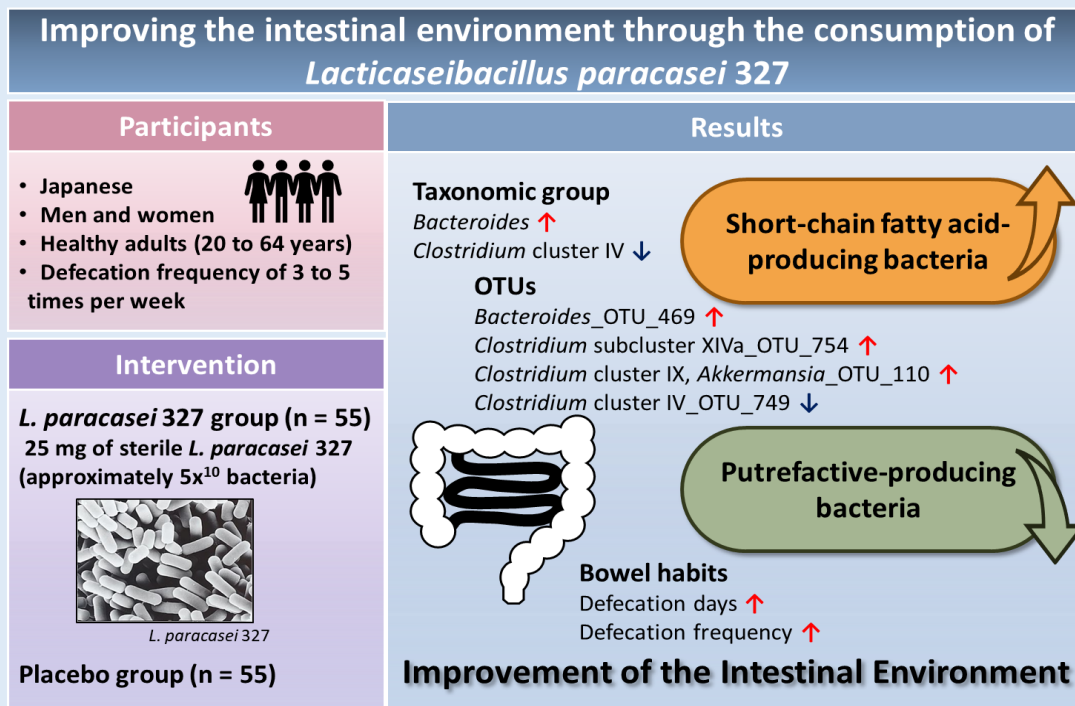 Improving the intestinal environment through the consumption of
Lacticaseibacillus paracasei 327
Participants
• Japanese
• Men and women
• Healthy adults (20 to 64 years)
• Defecation frequency of 3 to 5
times per week
Intervention
L. paracasei 327 group (n = 55)
25 mg of sterile L. paracasei 327
(approximately 5x¹⁰ bacteria)
L. paracasei 327
Placebo group (n = 55)
Results
Taxonomic group
Bacteroides ↑
Clostridium cluster IV ↓
OTUs
Bacteroides_OTU_469 ↑
Clostridium subcluster XIVa_OTU_754 ↑
Clostridium cluster IX, Akkermansia_OTU_110 ↑
Clostridium cluster IV_OTU_749 ↓
Short-chain fatty acid-
producing bacteria
Putrefactive-producing
bacteria
Bowel habits
Defecation days ↑
Defecation frequency ↑
Improvement of the Intestinal Environment